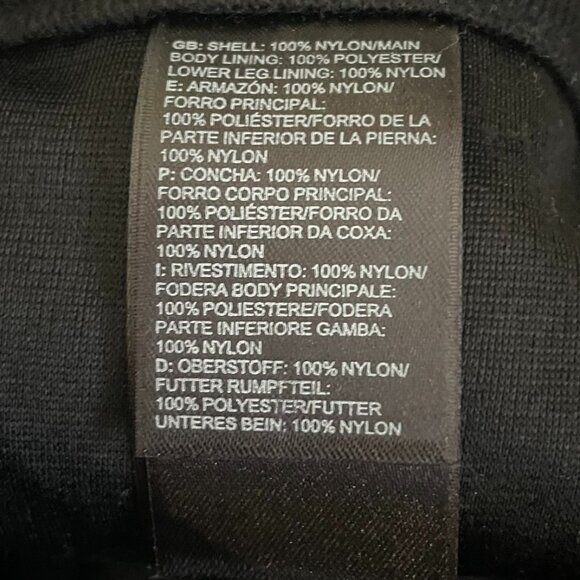 GB: SHELL: 100% NYLON/MAIN
BODY LINING: 100% POLYESTER/
LOWER LEG LINING: 100% NYLON
E: ARMAZÓN: 100% NYLON/
FORRO PRINCIPAL:
100% POLIÉSTER/FORRO DE LA
PARTE INFERIOR DE LA PIERNA:
100% NYLON
P: CONCHA: 100% NYLON/
FORRO CORPO PRINCIPAL:
100% POLIÉSTER/FORRO DA
PARTE INFERIOR DA COXA:
100% NYLON
I: RIVESTIMENTO: 100% NYLON/
FODERA BODY PRINCIPALE:
100% POLIESTERE/FODERA
PARTE INFERIORE GAMBA:
100% NYLON
D: OBERSTOFF: 100% NYLON/
FUTTER RUMPFTEIL:
100% POLYESTER/FUTTER
UNTERES BEIN: 100% NYLON